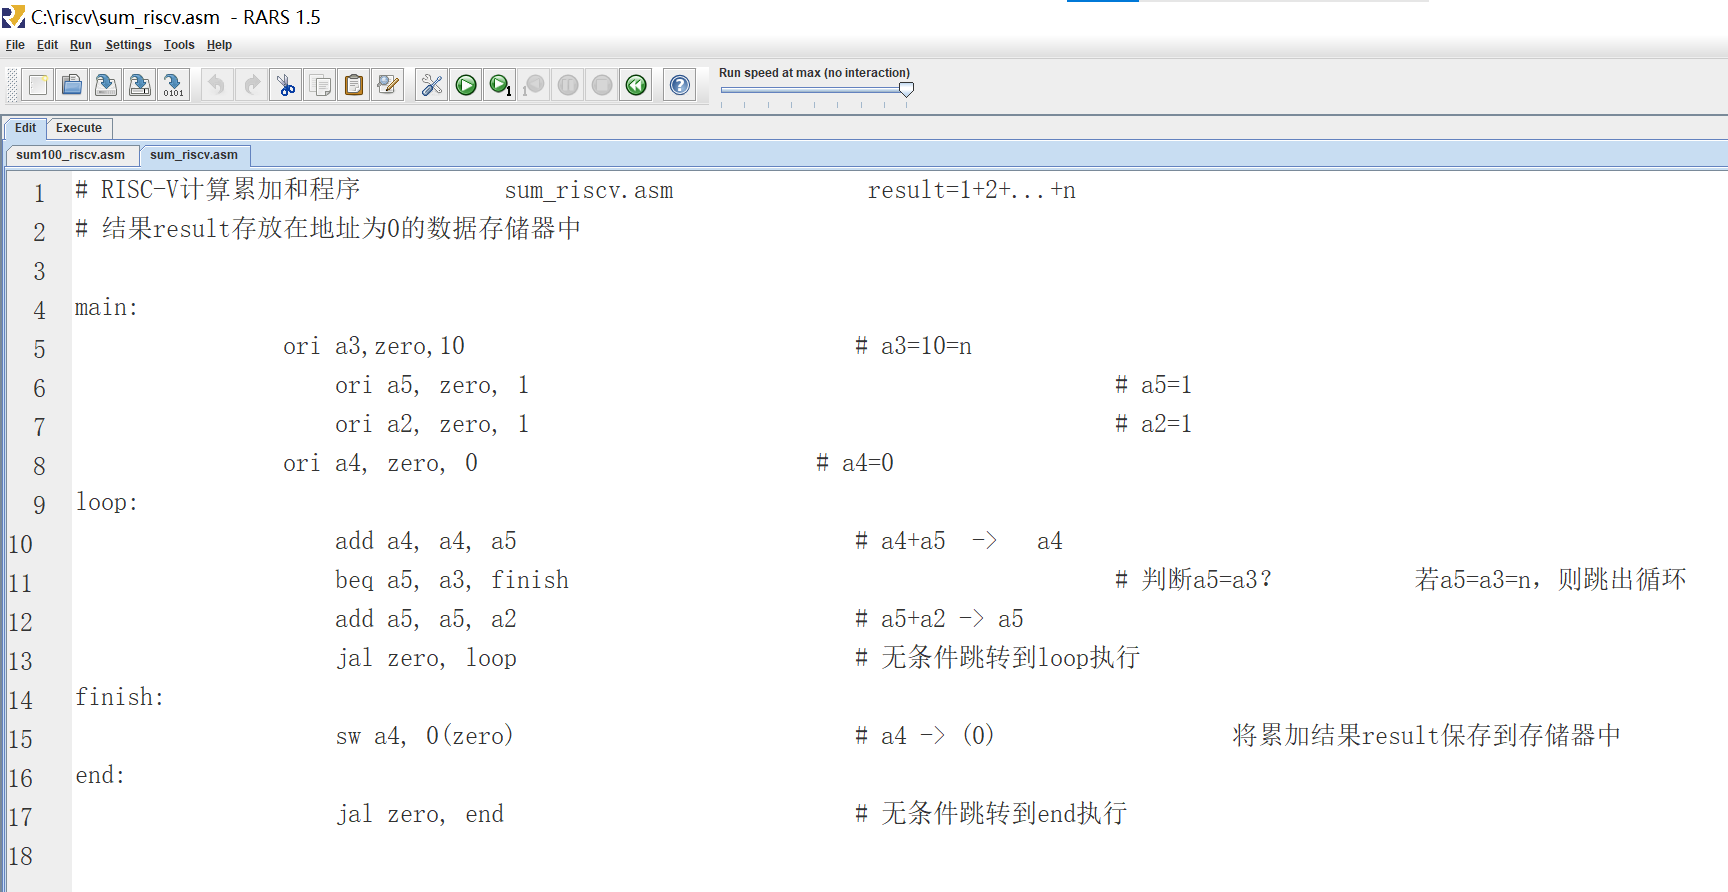 C:\riscv\sum_riscv.asm - RARS 1.5
File Edit Run Settings Tools Help
Run speed at max (no interaction)
Edit Execute
sum100_riscv.asm sum_riscv.asm
1 # RISC-V计算累加和程序 sum_riscv.asm result=1+2+...+n
2 # 结果result存放在地址为0的数据存储器中
3
4 main:
5 ori a3,zero,10 # a3=10=n
6 ori a5, zero, 1 # a5=1
7 ori a2, zero, 1 # a2=1
8 ori a4, zero, 0 # a4=0
9 loop:
10 add a4, a4, a5 # a4+a5 -> a4
11 beq a5, a3, finish # 判断a5=a3? 若a5=a3=n，则跳出循环
12 add a5, a5, a2 # a5+a2 -> a5
13 jal zero, loop # 无条件跳转到loop执行
14 finish:
15 sw a4, 0(zero) # a4 -> (0) 将累加结果result保存到存储器中
16 end:
17 jal zero, end # 无条件跳转到end执行
18